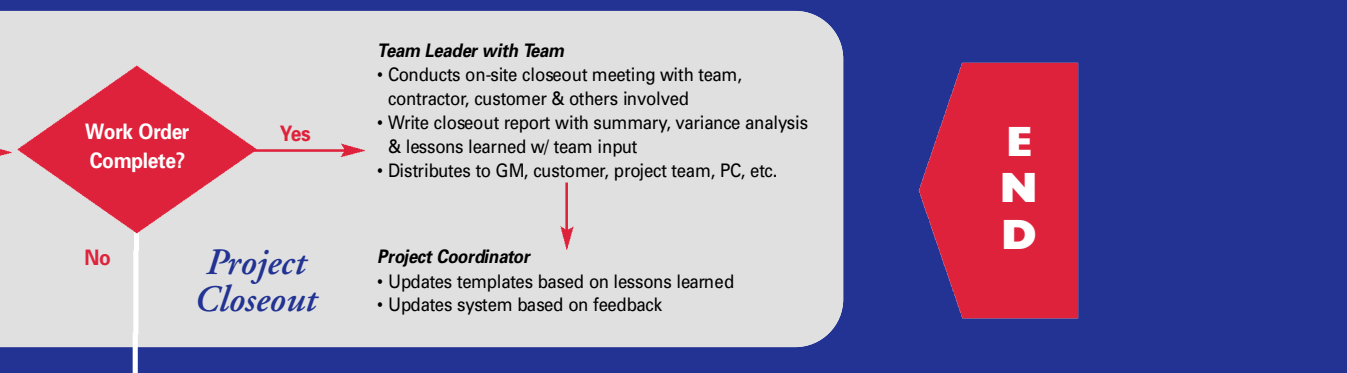 Work Order
Complete?
Yes
No
Project
Closeout
Team Leader with Team
• Conducts on-site closeout meeting with team,
contractor, customer & others involved
• Write closeout report with summary, variance analysis
& lessons learned w/ team input
• Distributes to GM, customer, project team, PC, etc.
Project Coordinator
• Updates templates based on lessons learned
• Updates system based on feedback
E
N
D